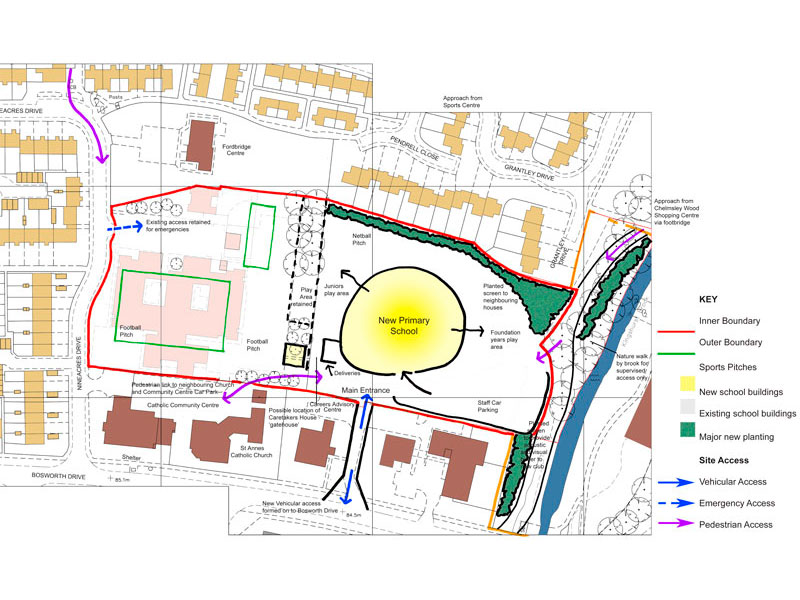 NINEACRES DRIVE
CB
Posts
Fordbridge
Centre
Approach from
Sports Centre
PENDRELL CLOSE
GRANTLEY DRIVE
Approach from
Chelmsley Wood
Shopping Centre
via footbridge
Existing access retained
for emergencies
Netball
Pitch
GRANTLEY
DRIVE
Juniors
play area
Play
Area
retained
Planted
screen to
neighbouring
houses
New Primary
School
Foundation
years play
area
Football
Pitch
Football
Pitch
NINEACRES DRIVE
Nature walk
by brook for
supervised
access only
Deliveries
Pedestrian link to neighbouring Church
and Community Centre Car Park
Main Entrance
Catholic Community Centre
Careers Advisory
Centre
Possible location of
Caretakers House
'gatehouse'
Staff Car
Parking
St Annes
Catholic Church
Shelter
BOSWORTH DRIVE
85.1m
New Vehicular access
formed on to Bosworth Drive
84.5m
KEY
Inner Boundary
Outer Boundary
Sports Pitches
New school buildings
Existing school buildings
Major new planting
Site Access
Vehicular Access
Emergency Access
Pedestrian Access